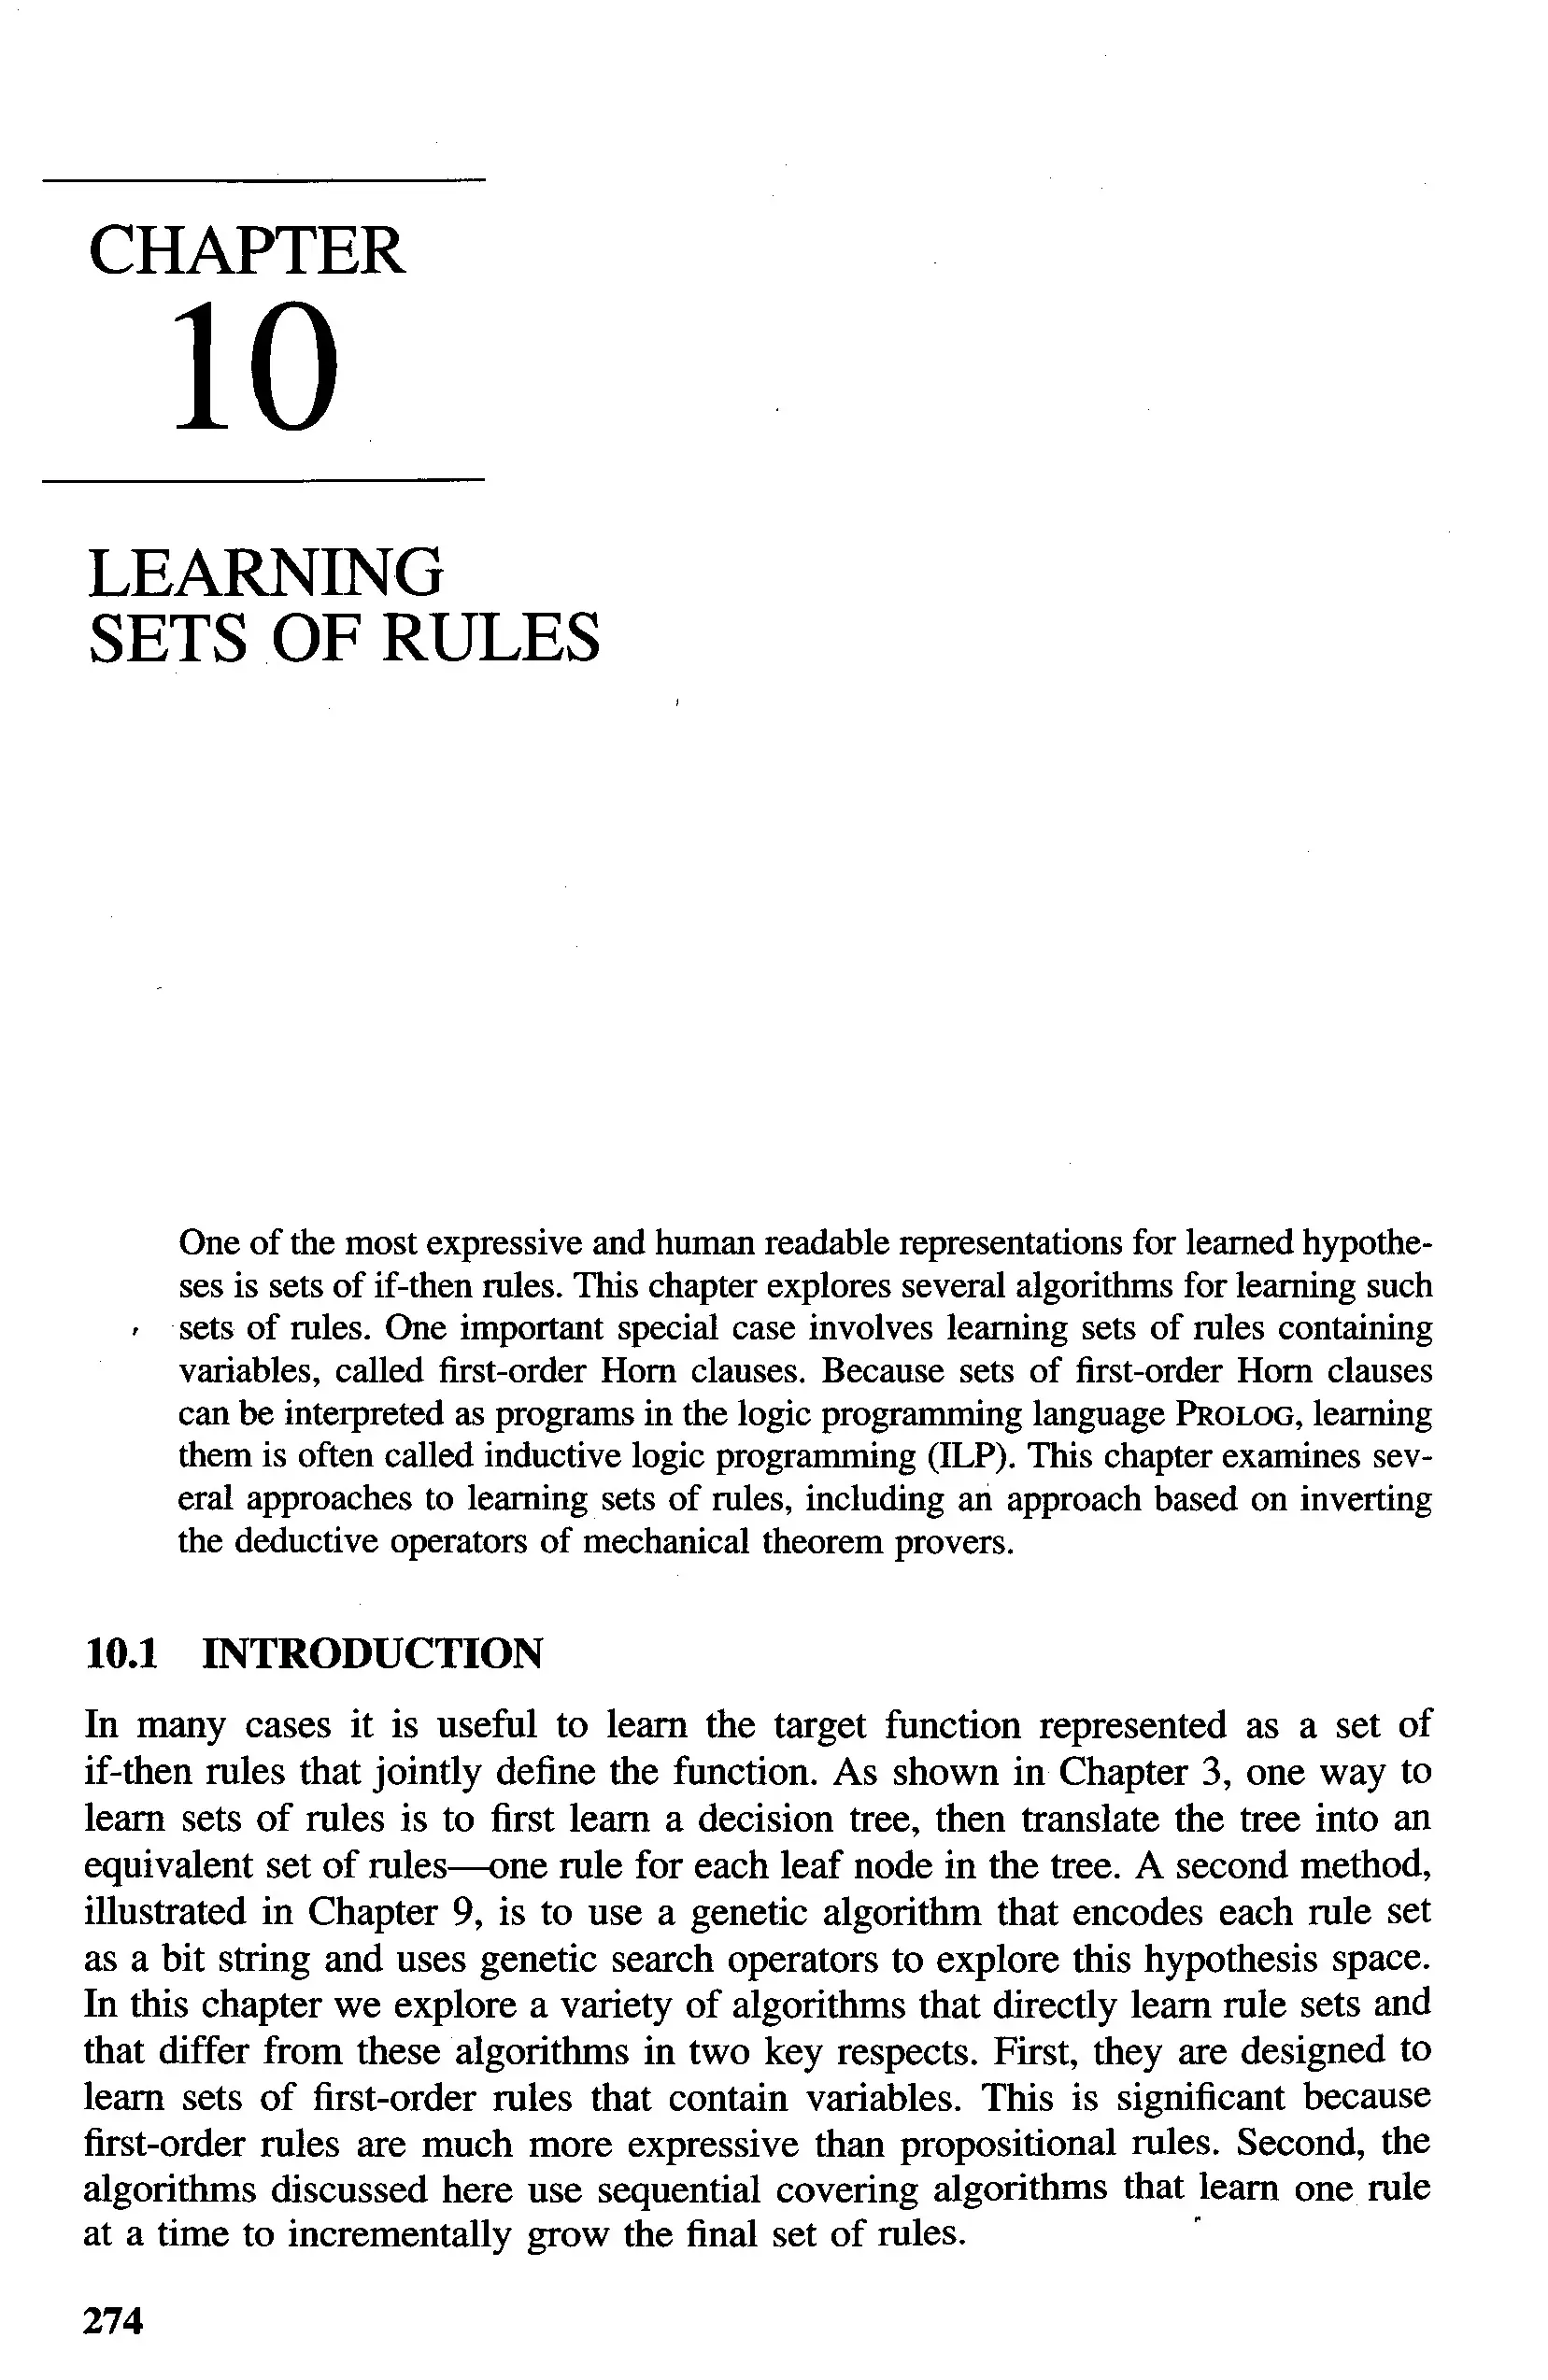 CHAPTER
10
LEARNING
SETS OF RULES
One of the most expressive and human readable representations for learned hypothe-
ses is sets of if-then rules. This chapter explores several algorithms for learning such
sets of rules. One important special case involves learning sets of rules containing
variables, called first-order Horn clauses. Because sets of first-order Horn clauses
can be interpreted as programs in the logic programming language PROLOG, learning
them is often called inductive logic programming (ILP). This chapter examines sev-
eral approaches to learning sets of rules, including an approach based on inverting
the deductive operators of mechanical theorem provers.
10.1 INTRODUCTION
In many cases it is useful to learn the target function represented as a set of
if-then rules that jointly define the function. As shown in Chapter 3, one way to
learn sets of rules is to first learn a decision tree, then translate the tree into an
equivalent set of rules—one rule for each leaf node in the tree. A second method,
illustrated in Chapter 9, is to use a genetic algorithm that encodes each rule set
as a bit string and uses genetic search operators to explore this hypothesis space.
In this chapter we explore a variety of algorithms that directly learn rule sets and
that differ from these algorithms in two key respects. First, they are designed to
learn sets of first-order rules that contain variables. This is significant because
first-order rules are much more expressive than propositional rules. Second, the
algorithms discussed here use sequential covering algorithms that learn one rule
at a time to incrementally grow the final set of rules.
274